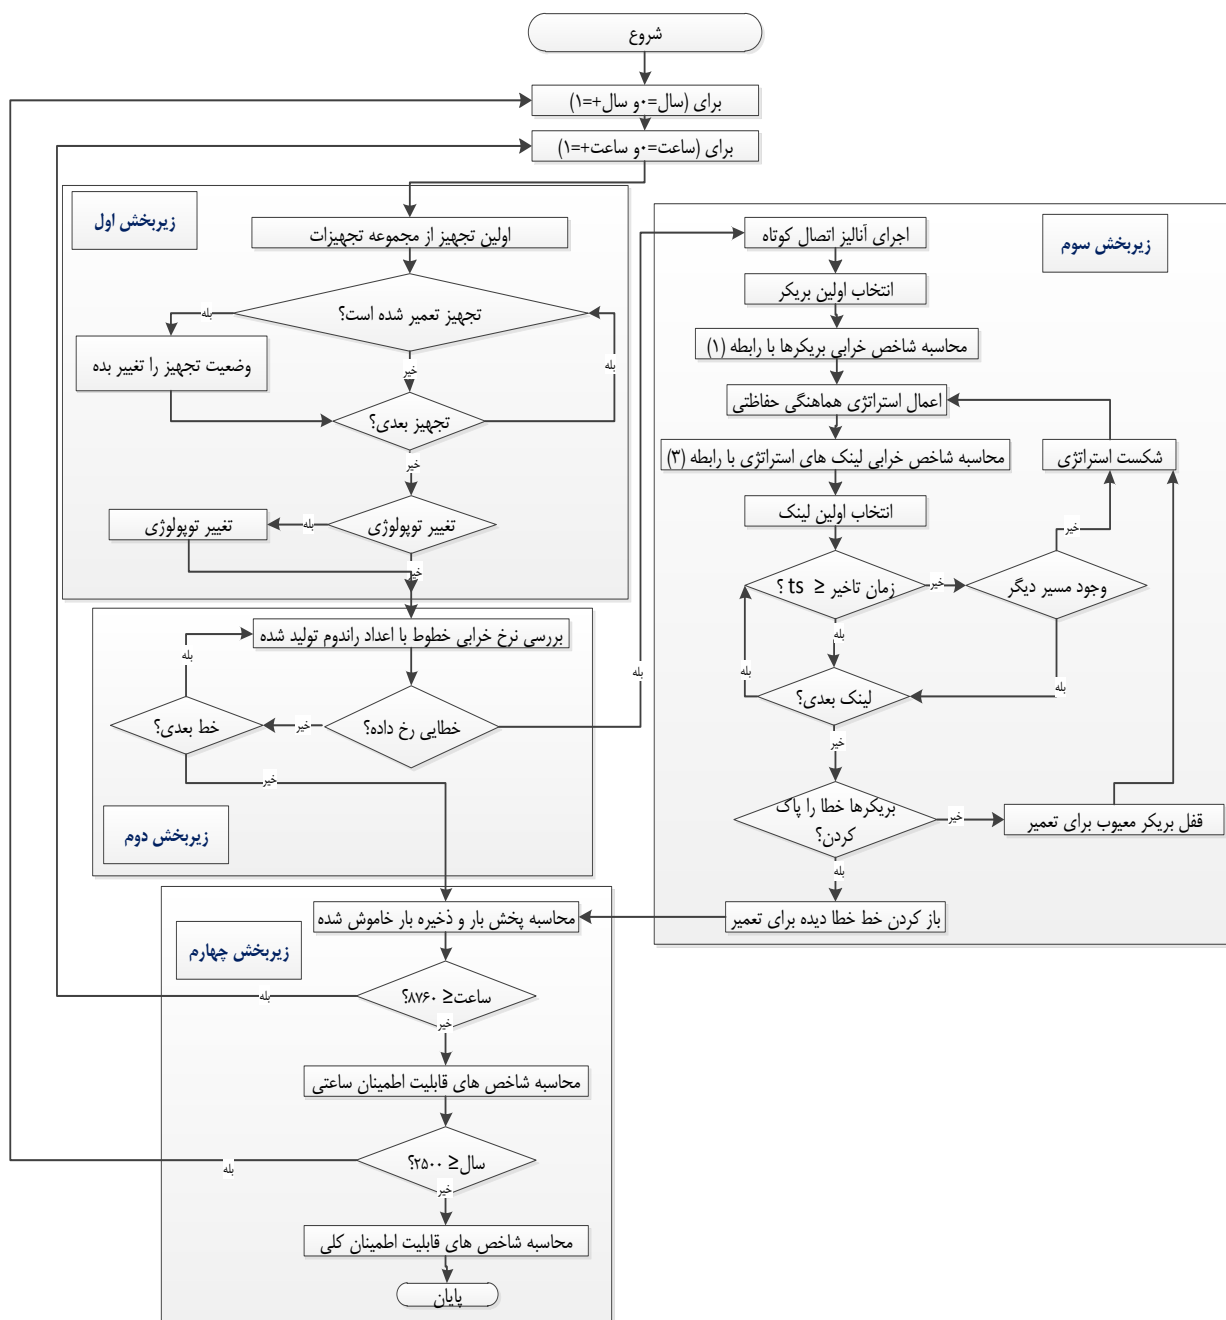 شروع
برای (سال=۰و سال+=۱)
برای (ساعت=۰و ساعت+=۱)
زیربخش اول
اولین تجهیز از مجموعه تجهیزات
تجهیز تعمیر شده است؟
بله
وضعیت تجهیز را تغییر بده
خیر
بله
تجهیز بعدی؟
خیر
تغییر توپولوژی
بله
تغییر توپولوژی
خیر
بررسی نرخ خرابی خطوط با اعداد راندوم تولید شده
بله
خطایی رخ داده؟
بله
خیر
خط بعدی؟
خیر
زیربخش دوم
زیربخش سوم
اجرای آنالیز اتصال کوتاه
انتخاب اولین بریکر
محاسبه شاخص خرابی بریکرها با رابطه (۱)
اعمال استراتژی هماهنگی حفاظتی
محاسبه شاخص خرابی لینک های استراتژی با رابطه (۳)
شکست استراتژی
انتخاب اولین لینک
خیر
زمان تاخیر ≤ ts ؟
خیر
وجود مسیر دیگر
بله
بله
بله
لینک بعدی؟
خیر
بریکرها خطا را پاک
کردن؟
خیر
قفل بریکر معیوب برای تعمیر
بله
باز کردن خط خطا دیده برای تعمیر
محاسبه پخش بار و ذخیره بار خاموش شده
زیربخش چهارم
ساعت≤ ۸۷۶۰؟
بله
خیر
محاسبه شاخص های قابلیت اطمینان ساعتی
سال≤ ۲۵۰۰؟
بله
خیر
محاسبه شاخص های قابلیت اطمینان کلی
پایان